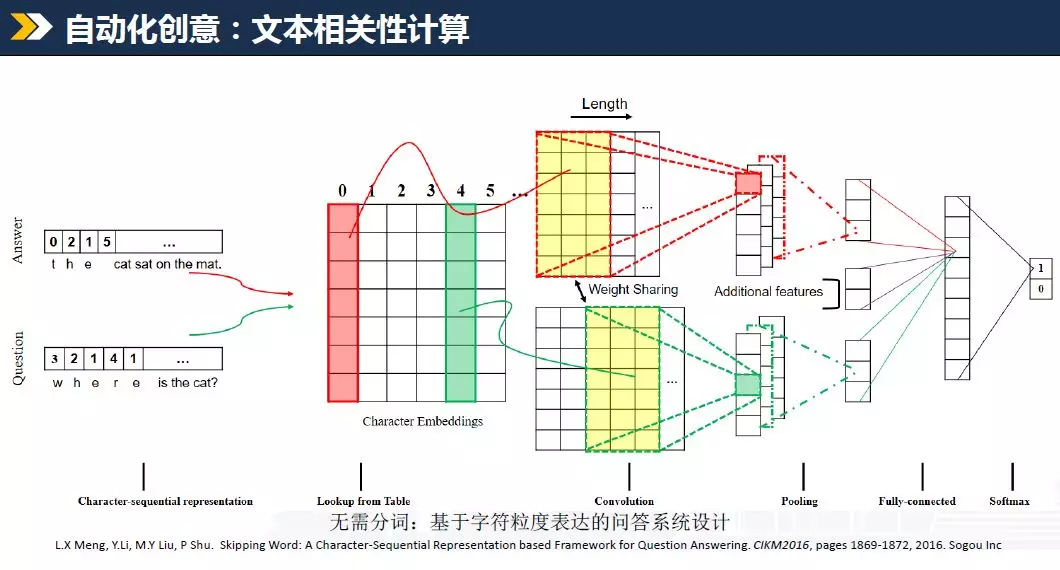 自动化创意：文本相关性计算
Length
0 1 2 3 4 5 ...
Answer
0 2 1 5 ...
t h e cat sat on the mat.
...
Weight Sharing
Additional features
1
0
Question
3 2 1 4 1 ...
w h e r e is the cat?
...
Character Embeddings
Character-sequential representation
Lookup from Table
Convolution
Pooling
Fully-connected
Softmax
无需分词：基于字符粒度表达的问答系统设计
L.X Meng, Y.Li, M.Y Liu, P Shu. Skipping Word: A Character-Sequential Representation based Framework for Question Answering. CIKM2016, pages 1869-1872, 2016. Sogou Inc